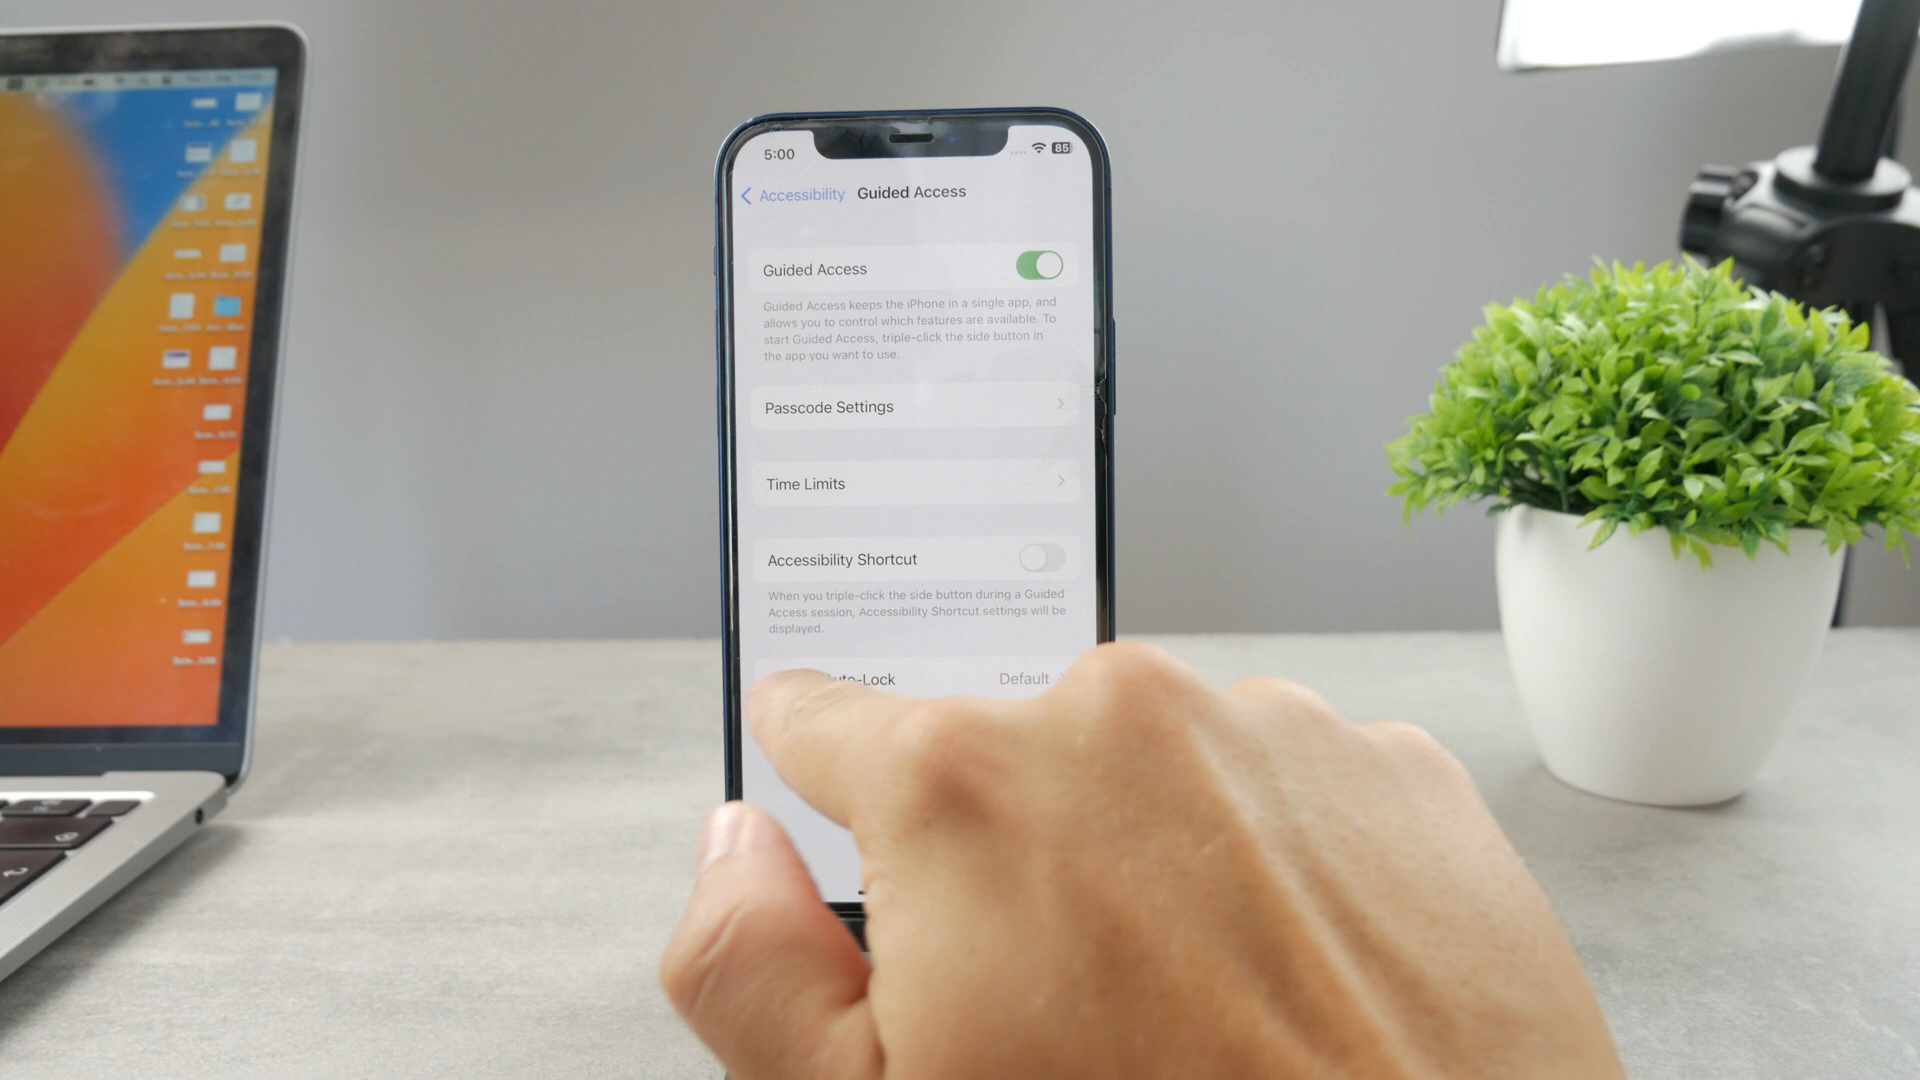 5:00
85
Accessibility Guided Access
Guided Access
Guided Access keeps the iPhone in a single app, and
allows you to control which features are available. To
start Guided Access, triple-click the side button in
the app you want to use.
Passcode Settings
Time Limits
Accessibility Shortcut
When you triple-click the side button during a Guided
Access session, Accessibility Shortcut settings will be
displayed.
uto-Lock Default